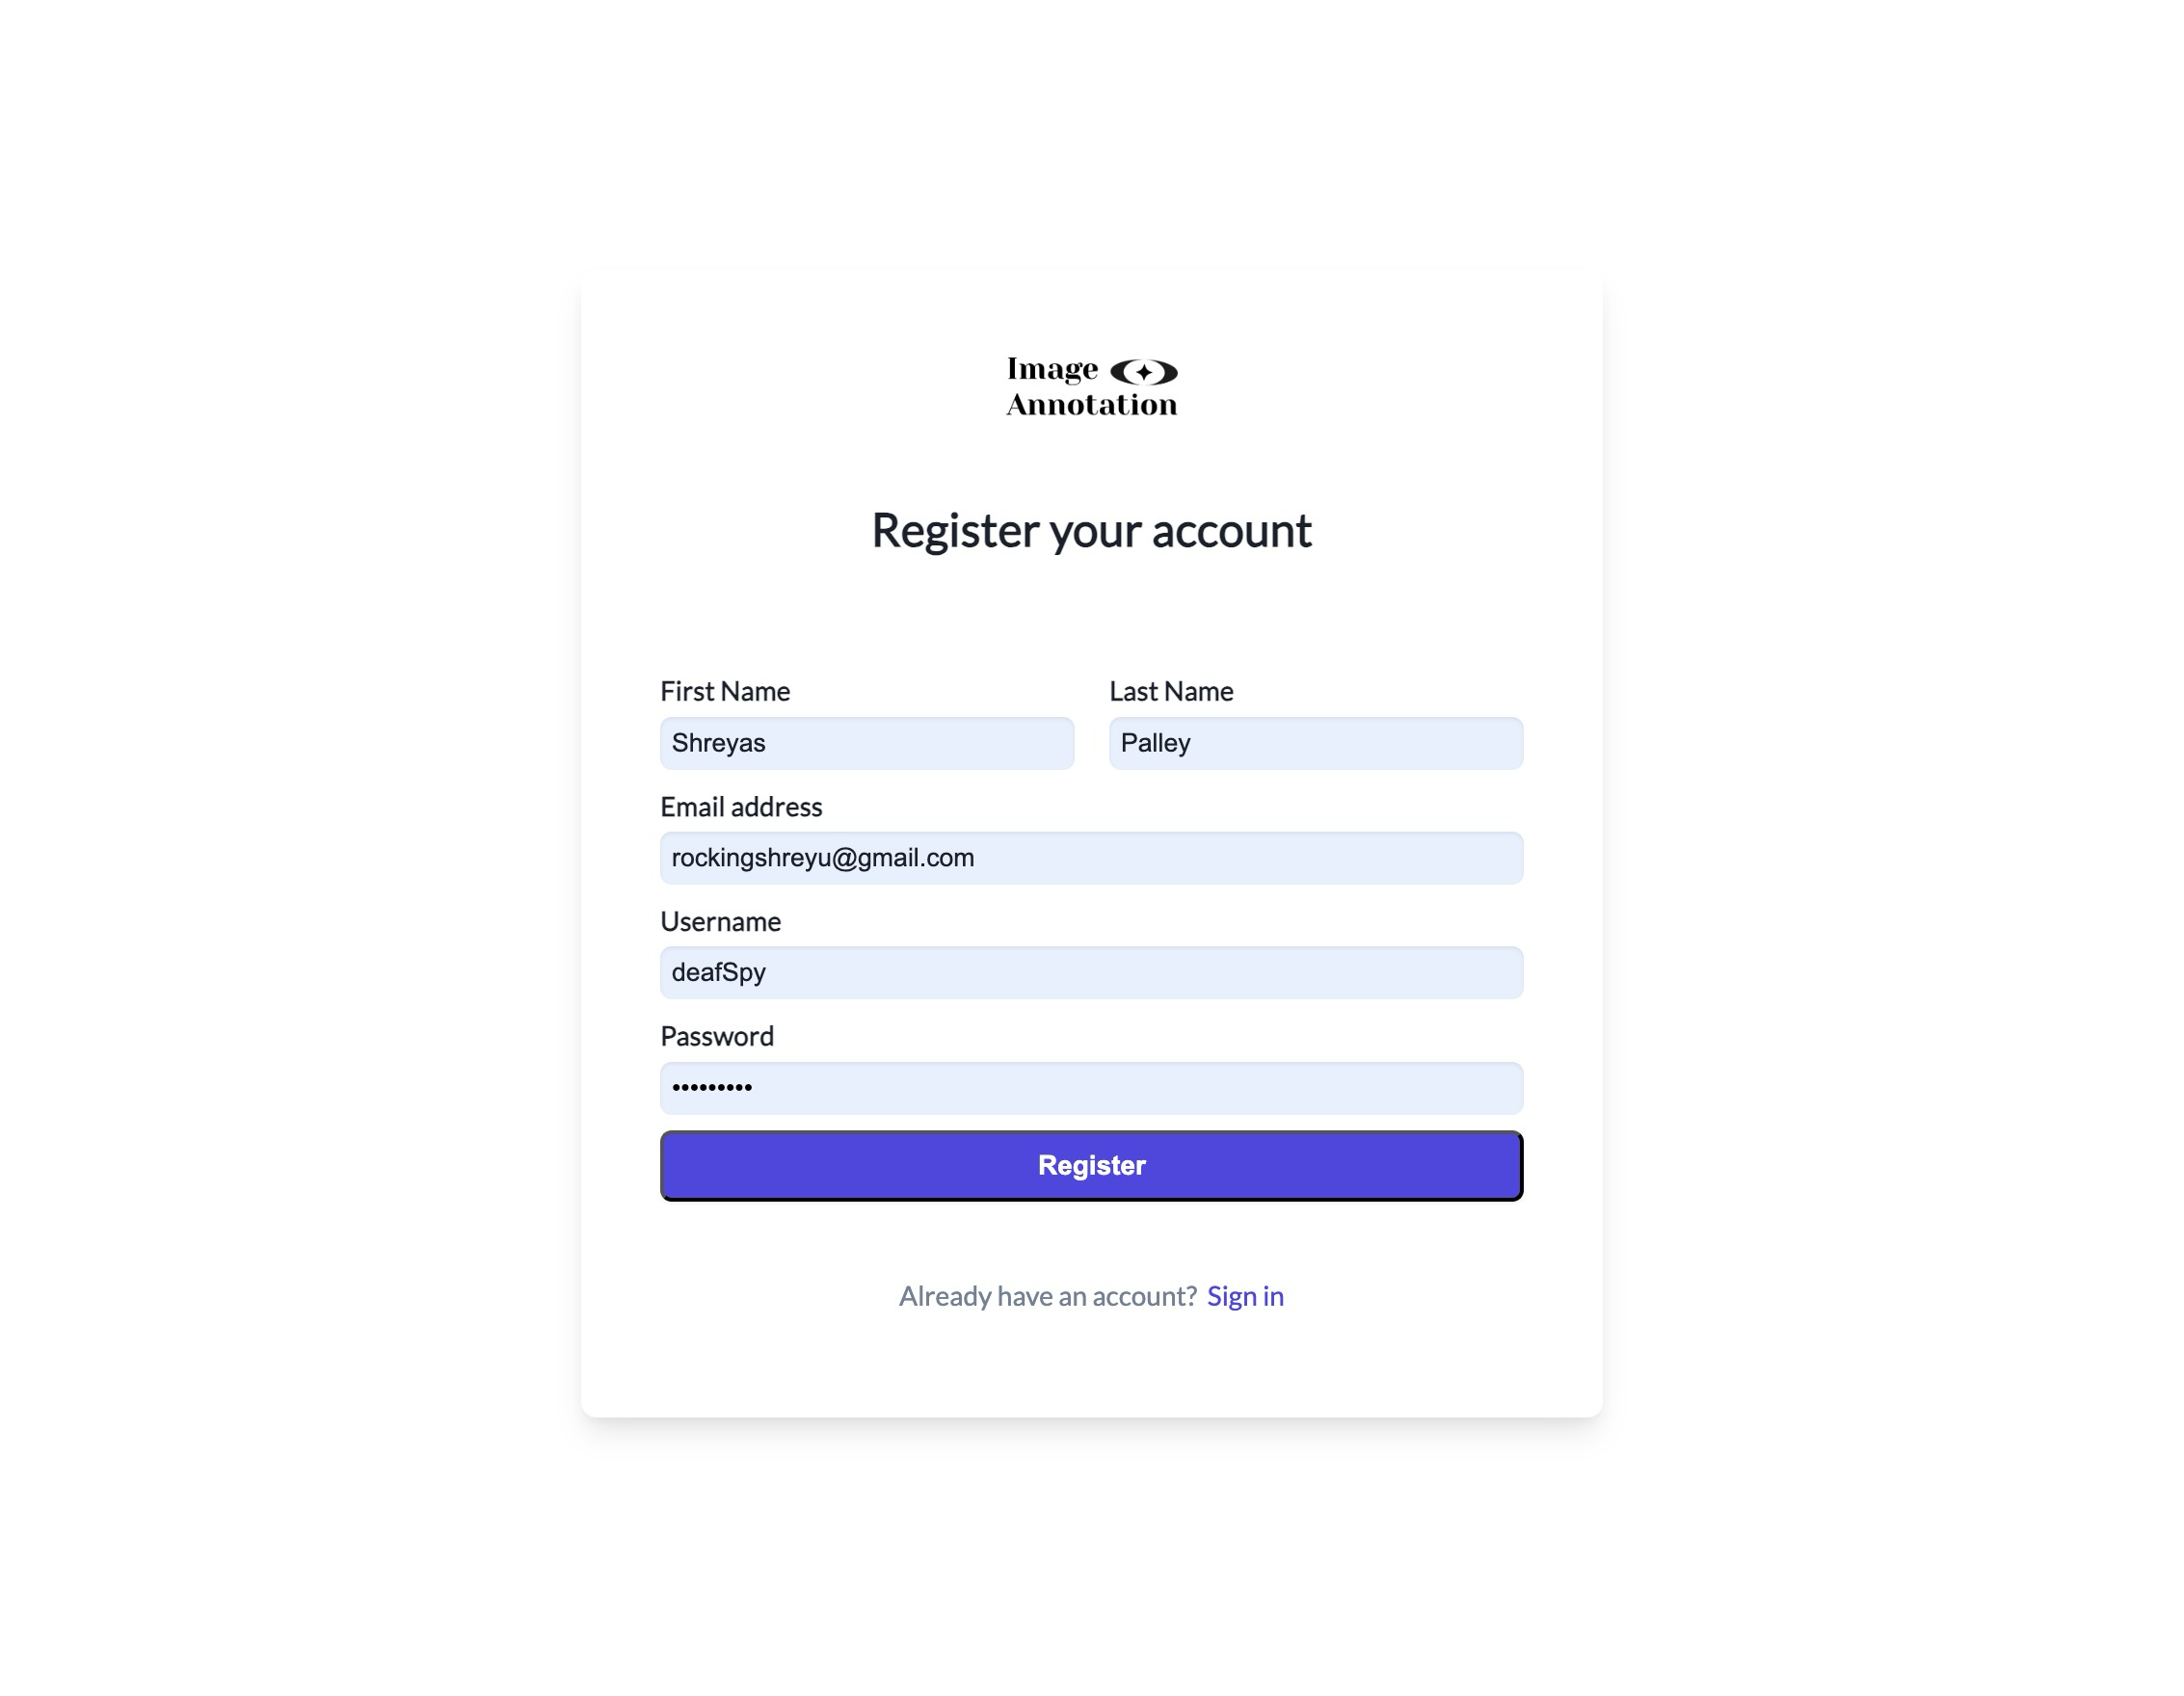 Image
Annotation
Register your account
First Name Last Name
Shreyas Palley
Email address
rockingshreyu@gmail.com
Username
deafSpy
Password
•••••••••
Register
Already have an account? Sign in